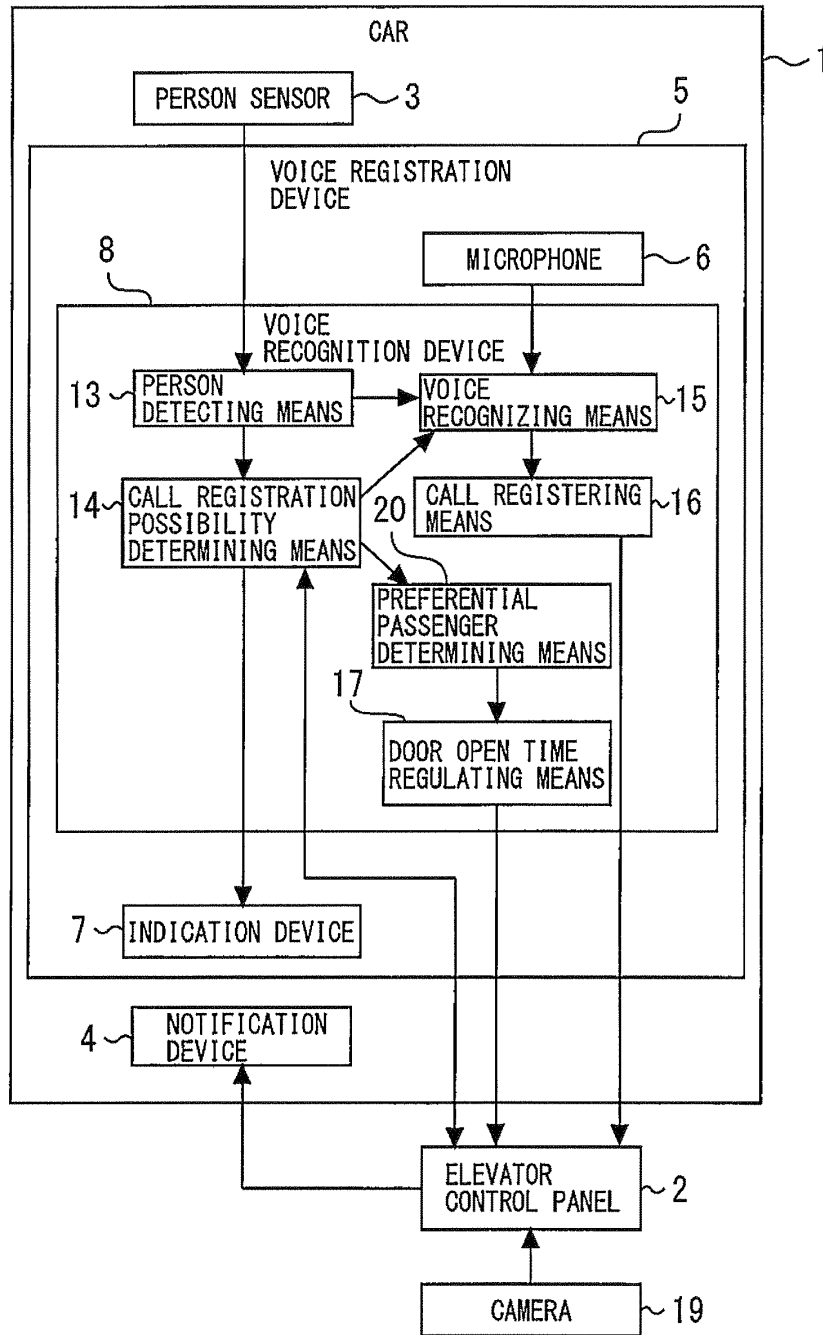 CAR
1
PERSON SENSOR
3
5
VOICE REGISTRATION
DEVICE
8
MICROPHONE
6
VOICE
RECOGNITION DEVICE
13
PERSON
DETECTING MEANS
VOICE
RECOGNIZING MEANS
15
14
CALL REGISTRATION
POSSIBILITY
DETERMINING MEANS
CALL REGISTERING
MEANS
16
20
PREFERENTIAL
PASSENGER
DETERMINING MEANS
17
DOOR OPEN TIME
REGULATING MEANS
7
INDICATION DEVICE
4
NOTIFICATION
DEVICE
ELEVATOR
CONTROL PANEL
2
CAMERA
19